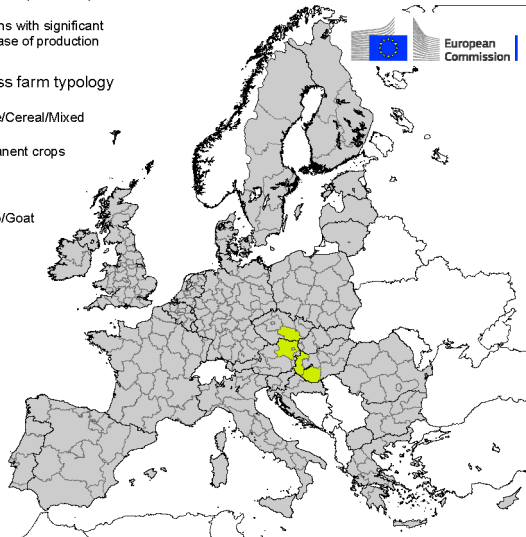 ns with significant
ase of production
ss farm typology
e/Cereal/Mixed
anent crops
o/Goat
European
Commission